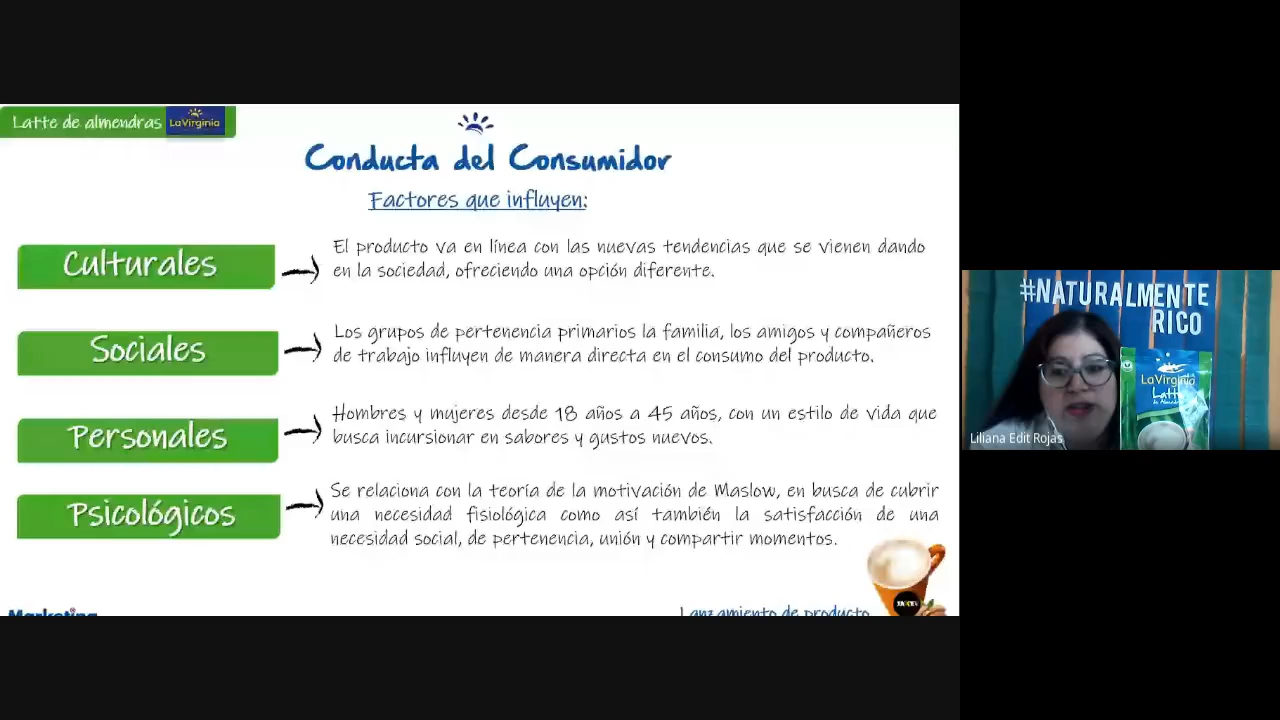 Latte de almendras LaVirginia
Conducta del Consumidor
Factores que influyen:
Culturales
El producto va en línea con las nuevas tendencias que se vienen dando
en la sociedad, ofreciendo una opción diferente.
Sociales
Los grupos de pertenencia primarios la familia, los amigos y compañeros
de trabajo influyen de manera directa en el consumo del producto.
Personales
Hombres y mujeres desde 18 años a 45 años, con un estilo de vida que
busca incursionar en sabores y gustos nuevos.
Psicológicos
Se relaciona con la teoría de la motivación de Maslow, en busca de cubrir
una necesidad fisiológica como así también la satisfacción de una
necesidad social, de pertenencia, unión y compartir momentos.
Marketing
Lanzamiento de producto
#NATURALMENTE
RICO
LaVirginia
Latte
Liliana Edit Rojas